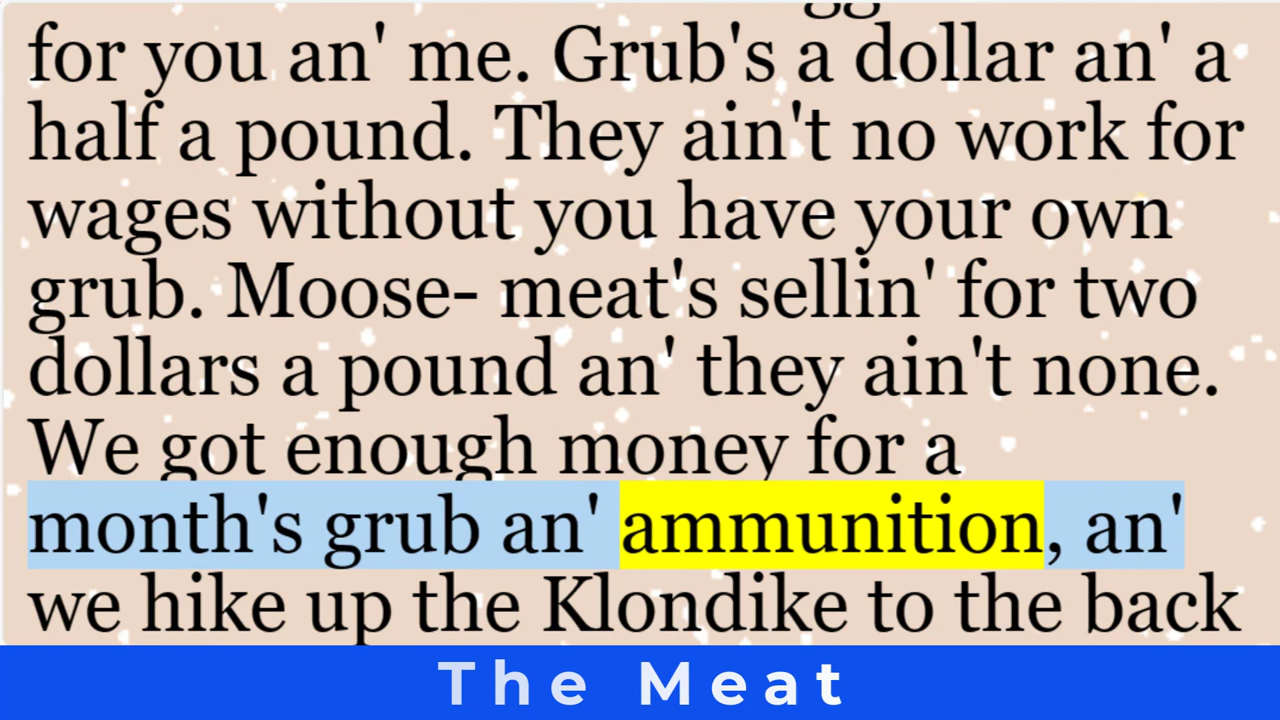 for you an' me. Grub's a dollar an' a
half a pound. They ain't no work for
wages without you have your own
grub. Moose- meat's sellin' for two
dollars a pound an' they ain't none.
We got enough money for a
month's grub an' ammunition, an'
we hike up the Klondike to the back
The Meat